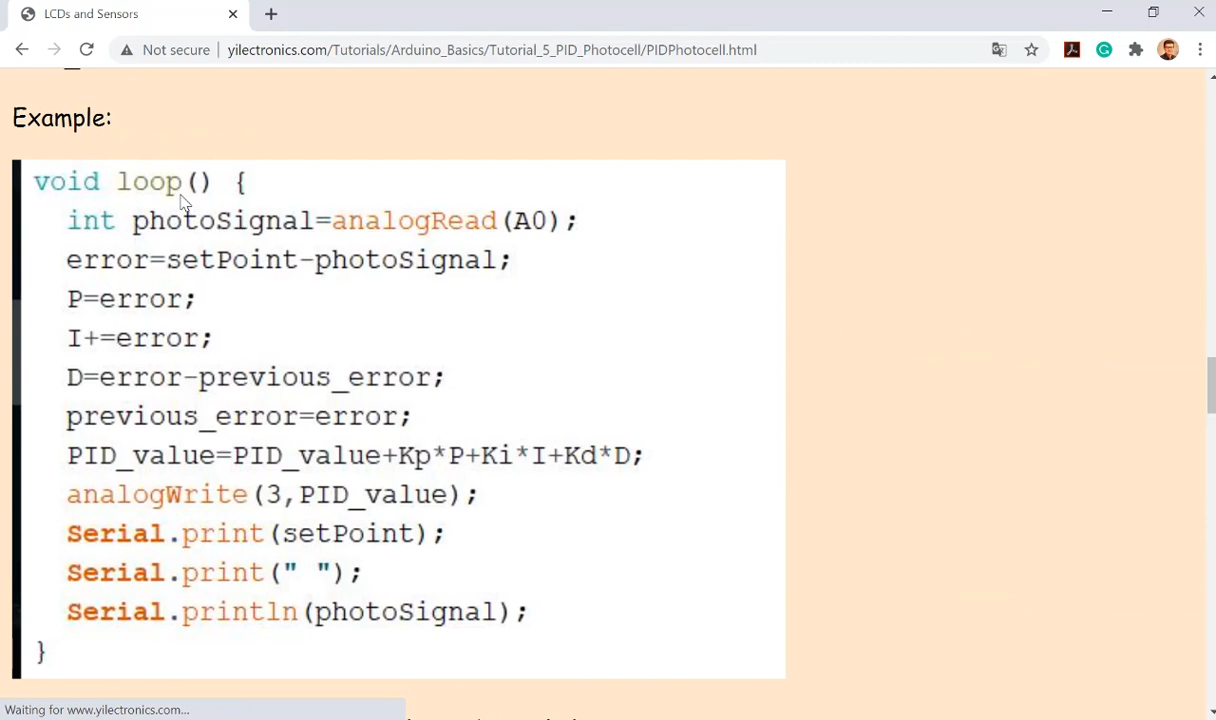 LCDs and Sensors
Not secure
yilectronics.com/Tutorials/Arduino_Basics/Tutorial_5_PID_Photocell/PIDPhotocell.html
Example:
void loop() {
int photoSignal=analogRead(A0);
error=setPoint-photoSignal;
P=error;
I+=error;
D=error-previous_error;
previous_error=error;
PID_value=PID_value+Kp*P+Ki*I+Kd*D;
analogWrite(3,PID_value);
Serial.print(setPoint);
Serial.print(" ");
Serial.println(photoSignal);
}
Waiting for www.yilectronics.com...